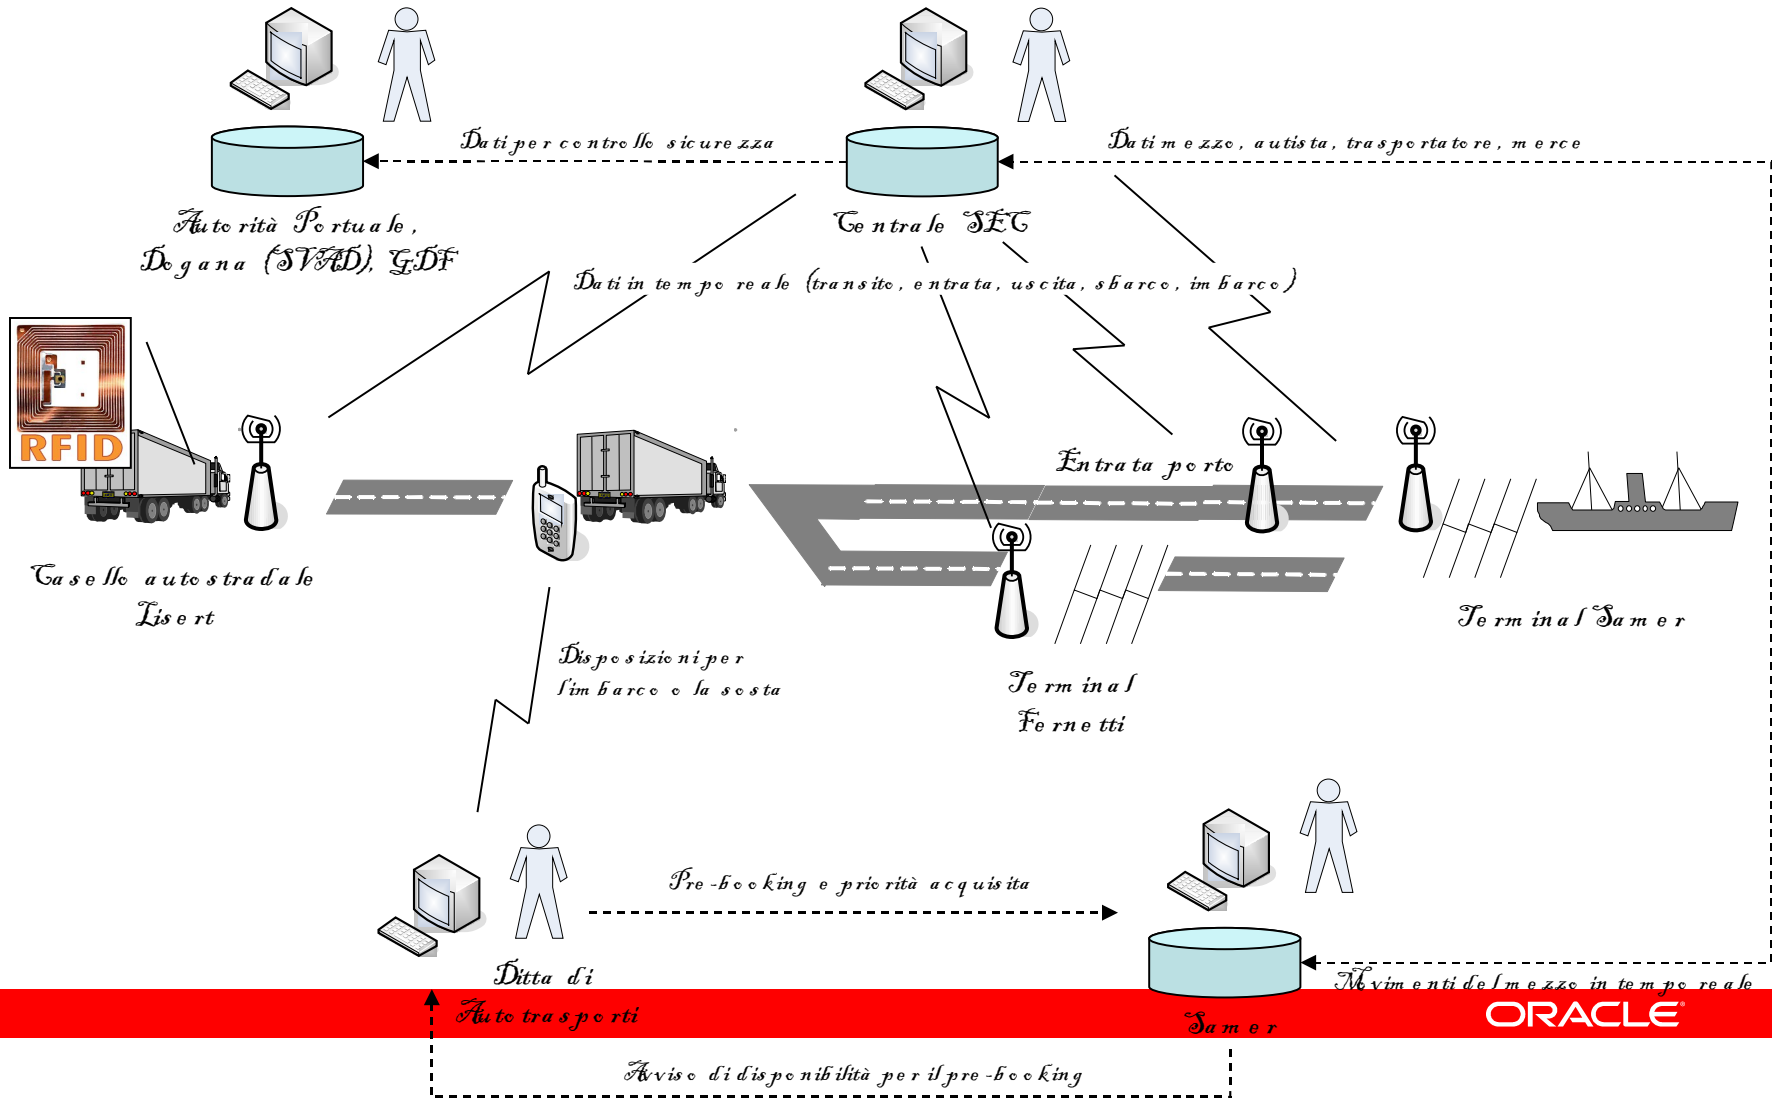 Dati per controllo sicurezza
Dati mezzo, autista, trasportatore, merce
Autorità Portuale,
Dogana (SVAD), GDF
Centrale SEC
Dati in tempo reale (transito, entrata, uscita, sbarco, imbarco)
RFID
Entrata porto
Casello autostradale
Lisert
Terminal Samer
Disposizioni per
l'imbarco o la sosta
Terminal
Fernetti
Pre-booking e priorità acquisita
Ditta di
Autotrasporti
Movimenti del mezzo in tempo reale
ORACLE®
Samer
Avviso di disponibilità per il pre-booking